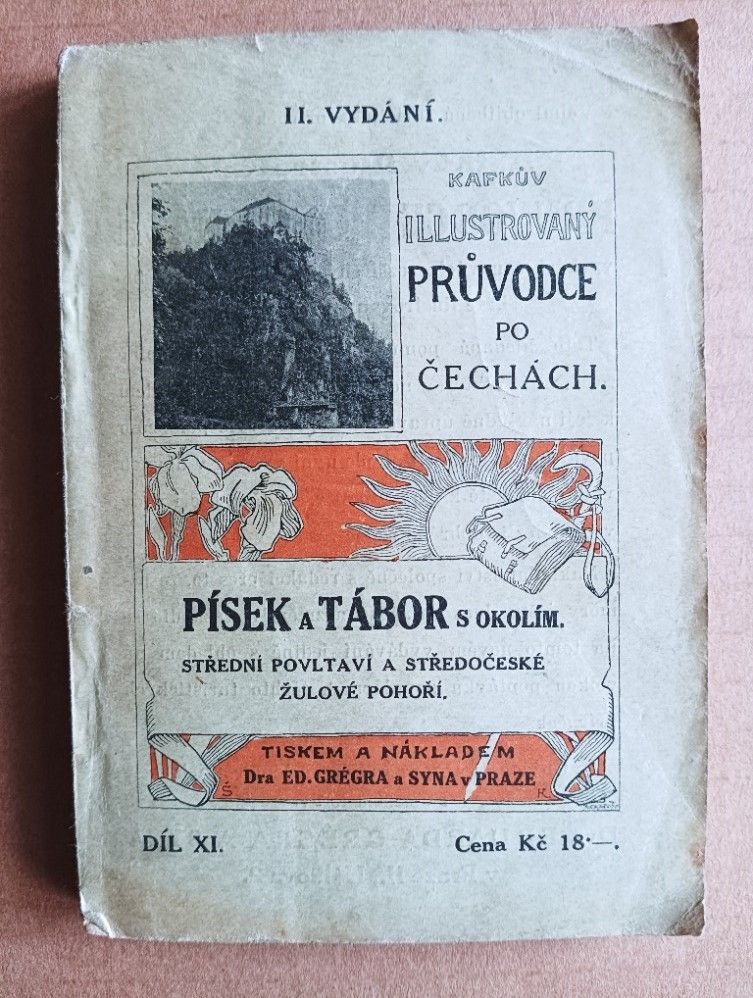 II. VYDÁNÍ.
KAFKŮV
ILLUSTROVANÝ
PRŮVODCE
PO
ČECHÁCH.
PÍSEK A TÁBOR S OKOLÍM.
STŘEDNÍ POVLTAVÍ A STŘEDOČESKÉ
ŽULOVÉ POHOŘÍ.
TISKEM A NÁKLADEM
Dra ED. GRÉGRA a SYNA v PRAZE
Š K
DÍL XI.
Cena Kč 18·—.